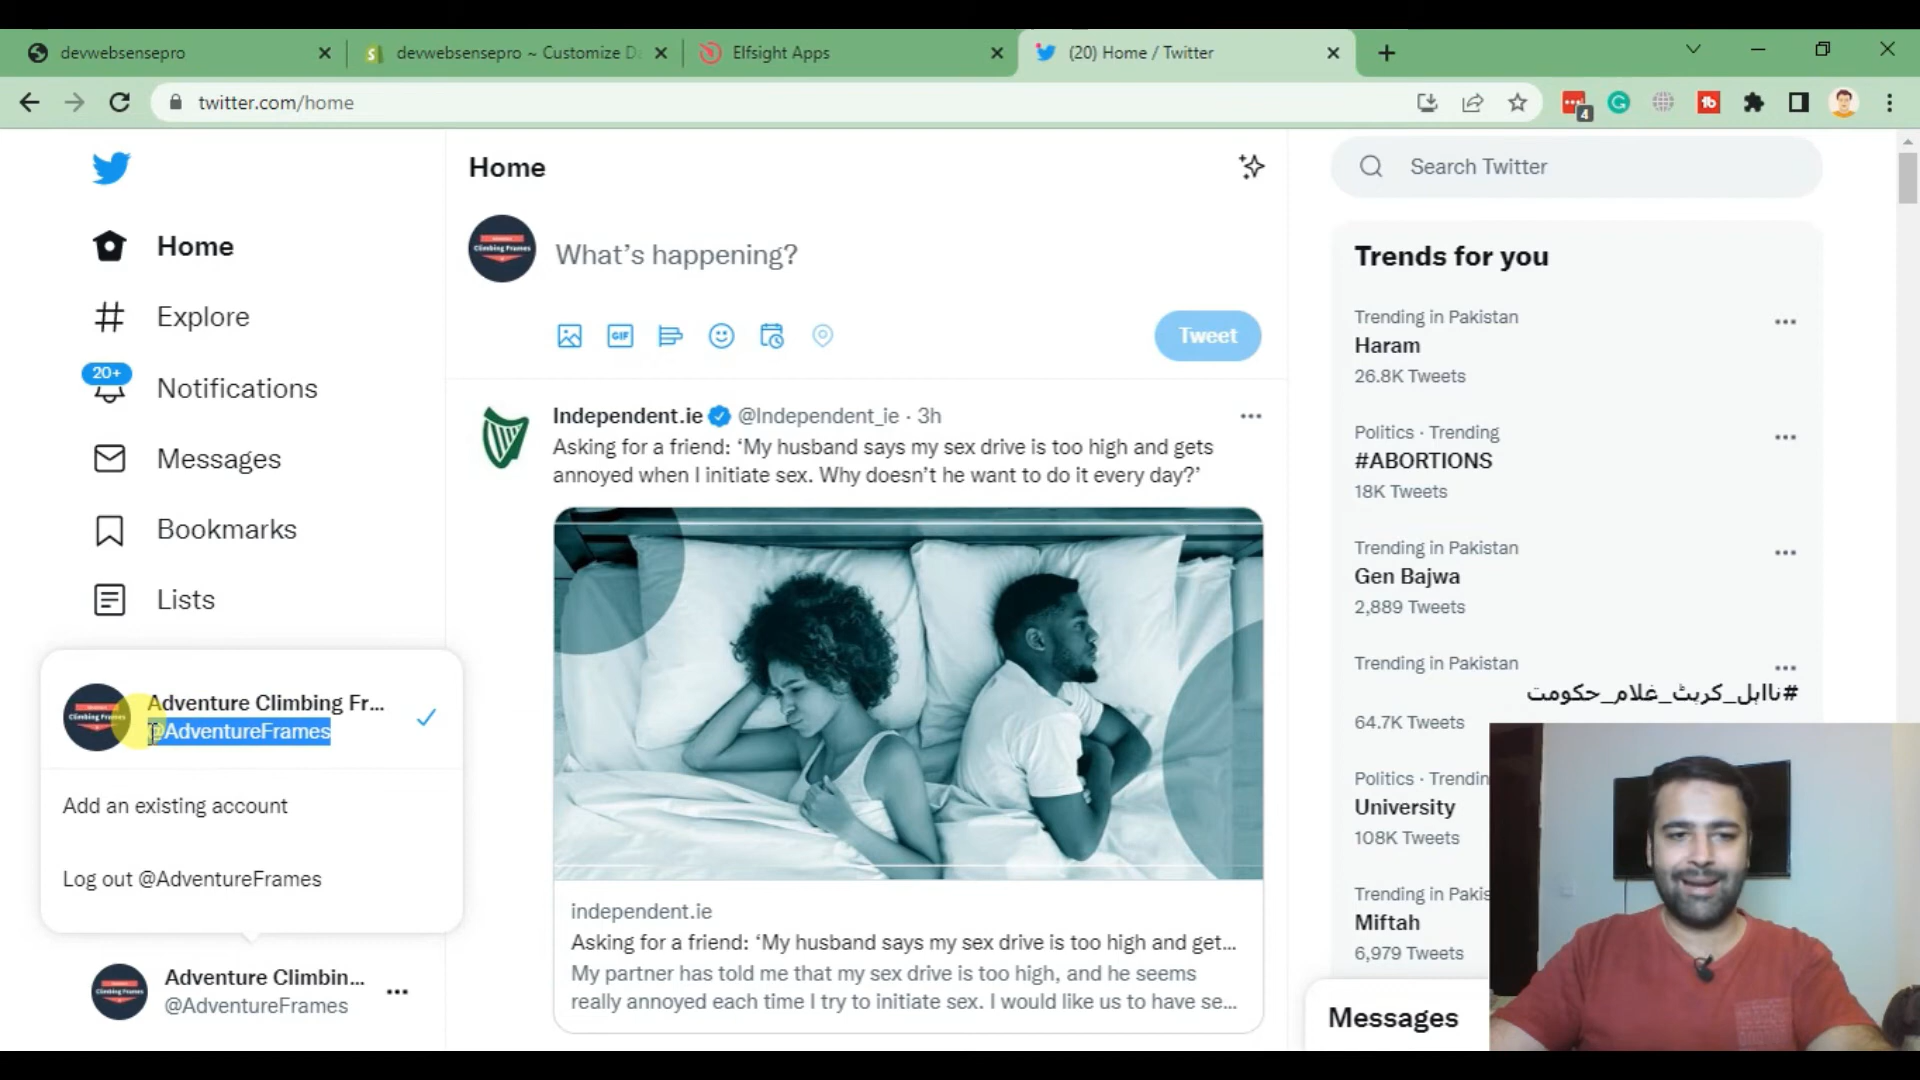 devwebsensepro
devwebsensepro ~ Customize D
Elfsight Apps
(20) Home / Twitter
twitter.com/home
4
Home
What's happening?
GIF
Tweet
Search Twitter
Home
Explore
20+
Notifications
Messages
Bookmarks
Lists
Adventure Climbing Fr...
@AdventureFrames
Add an existing account
Log out @AdventureFrames
Adventure Climbin...
@AdventureFrames
Climbing Frames
Independent.ie @Independent_ie · 3h
Asking for a friend: ‘My husband says my sex drive is too high and gets
annoyed when I initiate sex. Why doesn’t he want to do it every day?’
independent.ie
Asking for a friend: ‘My husband says my sex drive is too high and get...
My partner has told me that my sex drive is too high, and he seems
really annoyed each time I try to initiate sex. I would like us to have se...
Trends for you
Trending in Pakistan
Haram
26.8K Tweets
Politics · Trending
#ABORTIONS
18K Tweets
Trending in Pakistan
Gen Bajwa
2,889 Tweets
Trending in Pakistan
#نااہل_کرپٹ_غلام_حکومت
64.7K Tweets
Politics · Trendin
University
108K Tweets
Trending in Pakis
Miftah
6,979 Tweets
Messages